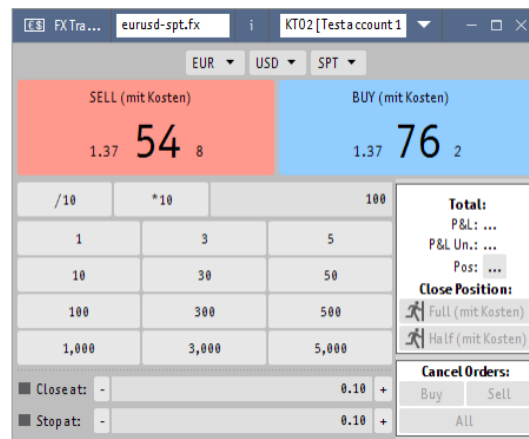 €$ FX Tra... eurusd-spt.fx i KTO2 [Testaccount 1
EUR USD SPT
SELL (mit Kosten) BUY (mit Kosten)
1.37 54 8 1.37 76 2
/10 *10 100
1 3 5
10 30 50
100 300 500
1,000 3,000 5,000
Close at: - 0.10 +
Stop at: - 0.10 +
Total:
P&L: ...
P&L Un.: ...
Pos: ...
Close Position:
Full (mit Kosten)
Half (mit Kosten)
Cancel Orders:
Buy Sell
All